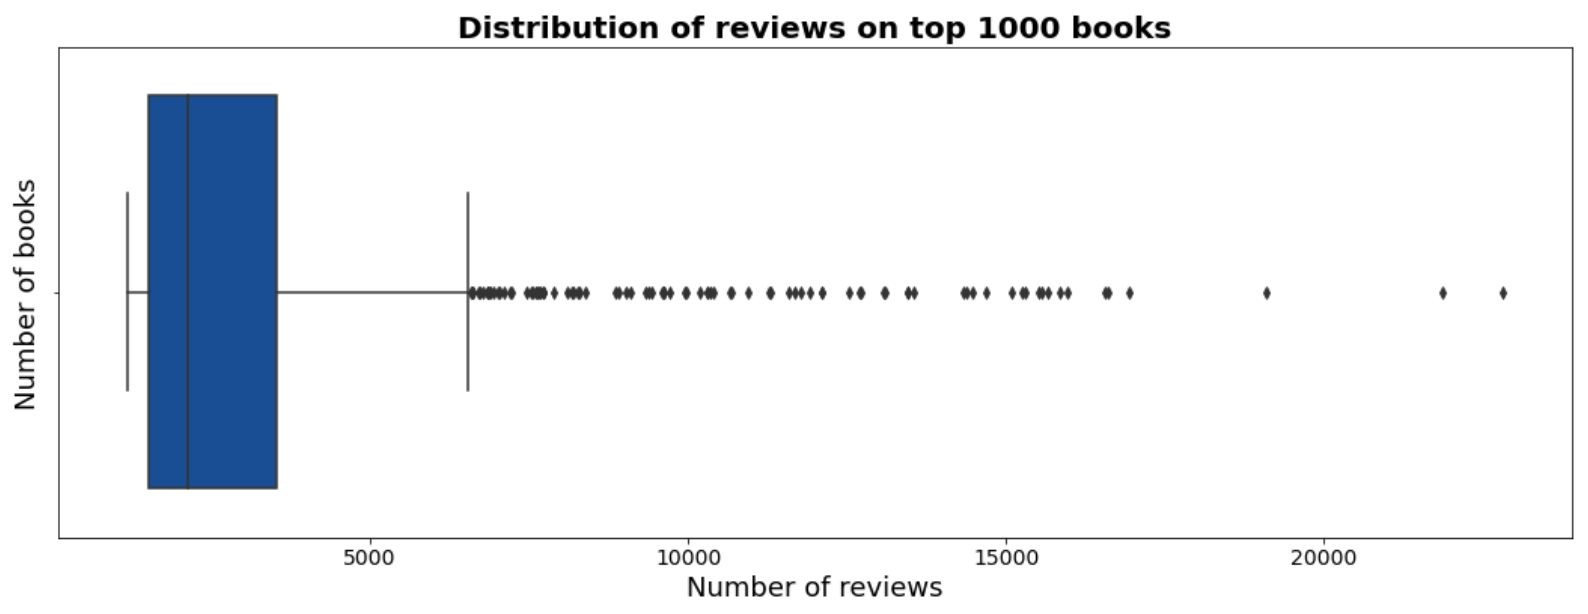 Distribution of reviews on top 1000 books
Number of books
5000 10000 15000 20000
Number of reviews